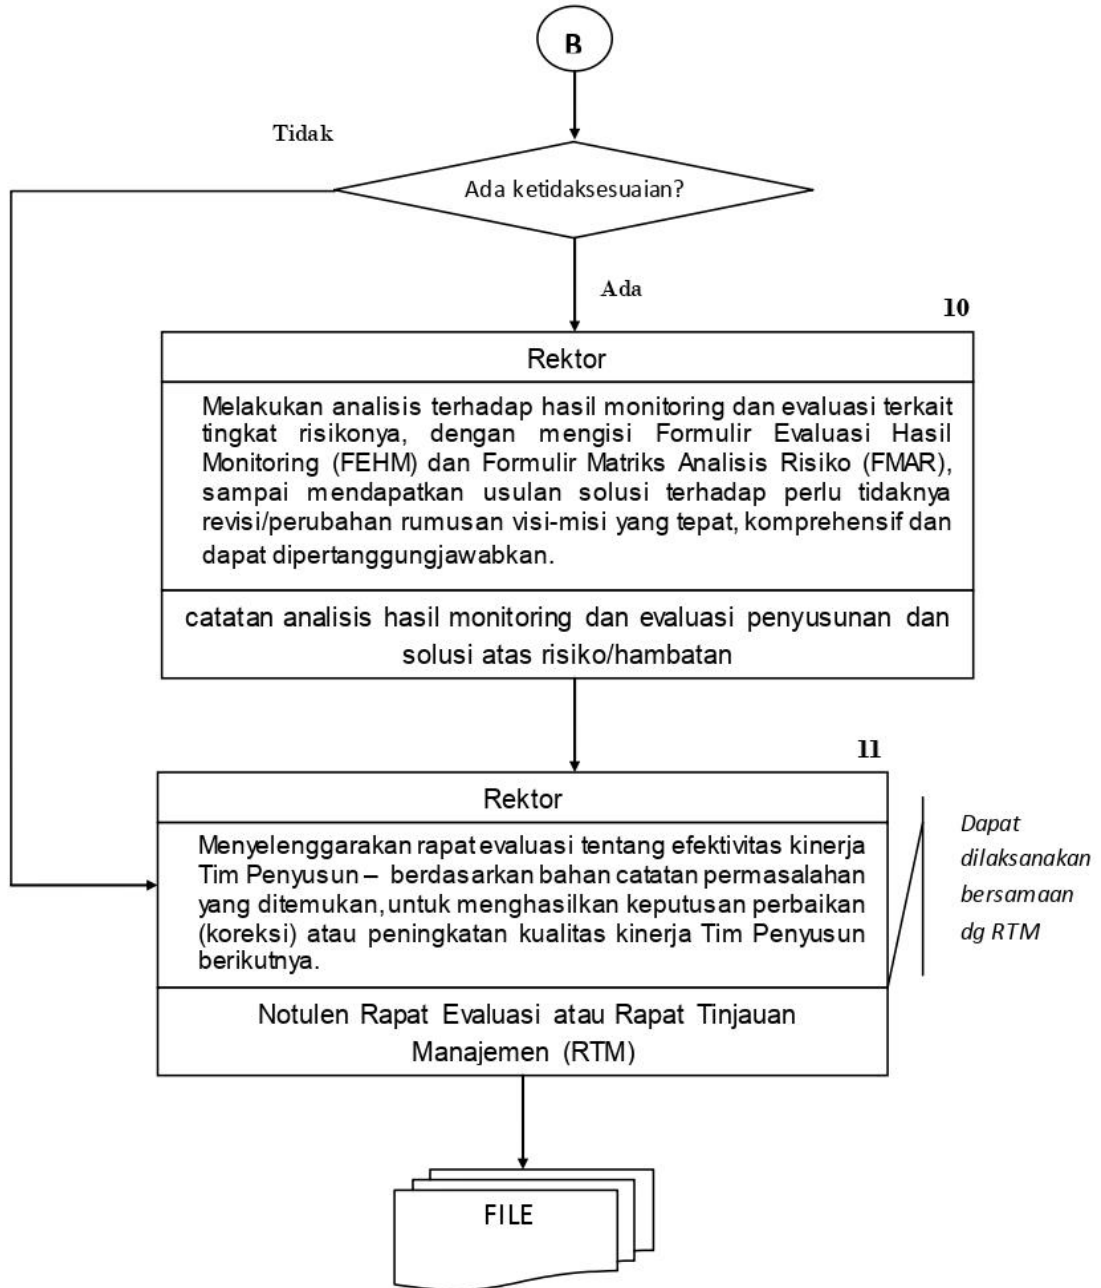 B
Tidak
Ada ketidaksesuaian?
Ada
10
Rektor
Melakukan analisis terhadap hasil monitoring dan evaluasi terkait
tingkat risikonya, dengan mengisi Formulir Evaluasi Hasil
Monitoring (FEHM) dan Formulir Matriks Analisis Risiko (FMAR),
sampai mendapatkan usulan solusi terhadap perlu tidaknya
revisi/perubahan rumusan visi-misi yang tepat, komprehensif dan
dapat dipertanggungjawabkan.
catatan analisis hasil monitoring dan evaluasi penyusunan dan
solusi atas risiko/hambatan
11
Rektor
Menyelenggarakan rapat evaluasi tentang efektivitas kinerja
Tim Penyusun – berdasarkan bahan catatan permasalahan
yang ditemukan, untuk menghasilkan keputusan perbaikan
(koreksi) atau peningkatan kualitas kinerja Tim Penyusun
berikutnya.
Notulen Rapat Evaluasi atau Rapat Tinjauan
Manajemen (RTM)
Dapat
dilaksanakan
bersamaan
dg RTM
FILE